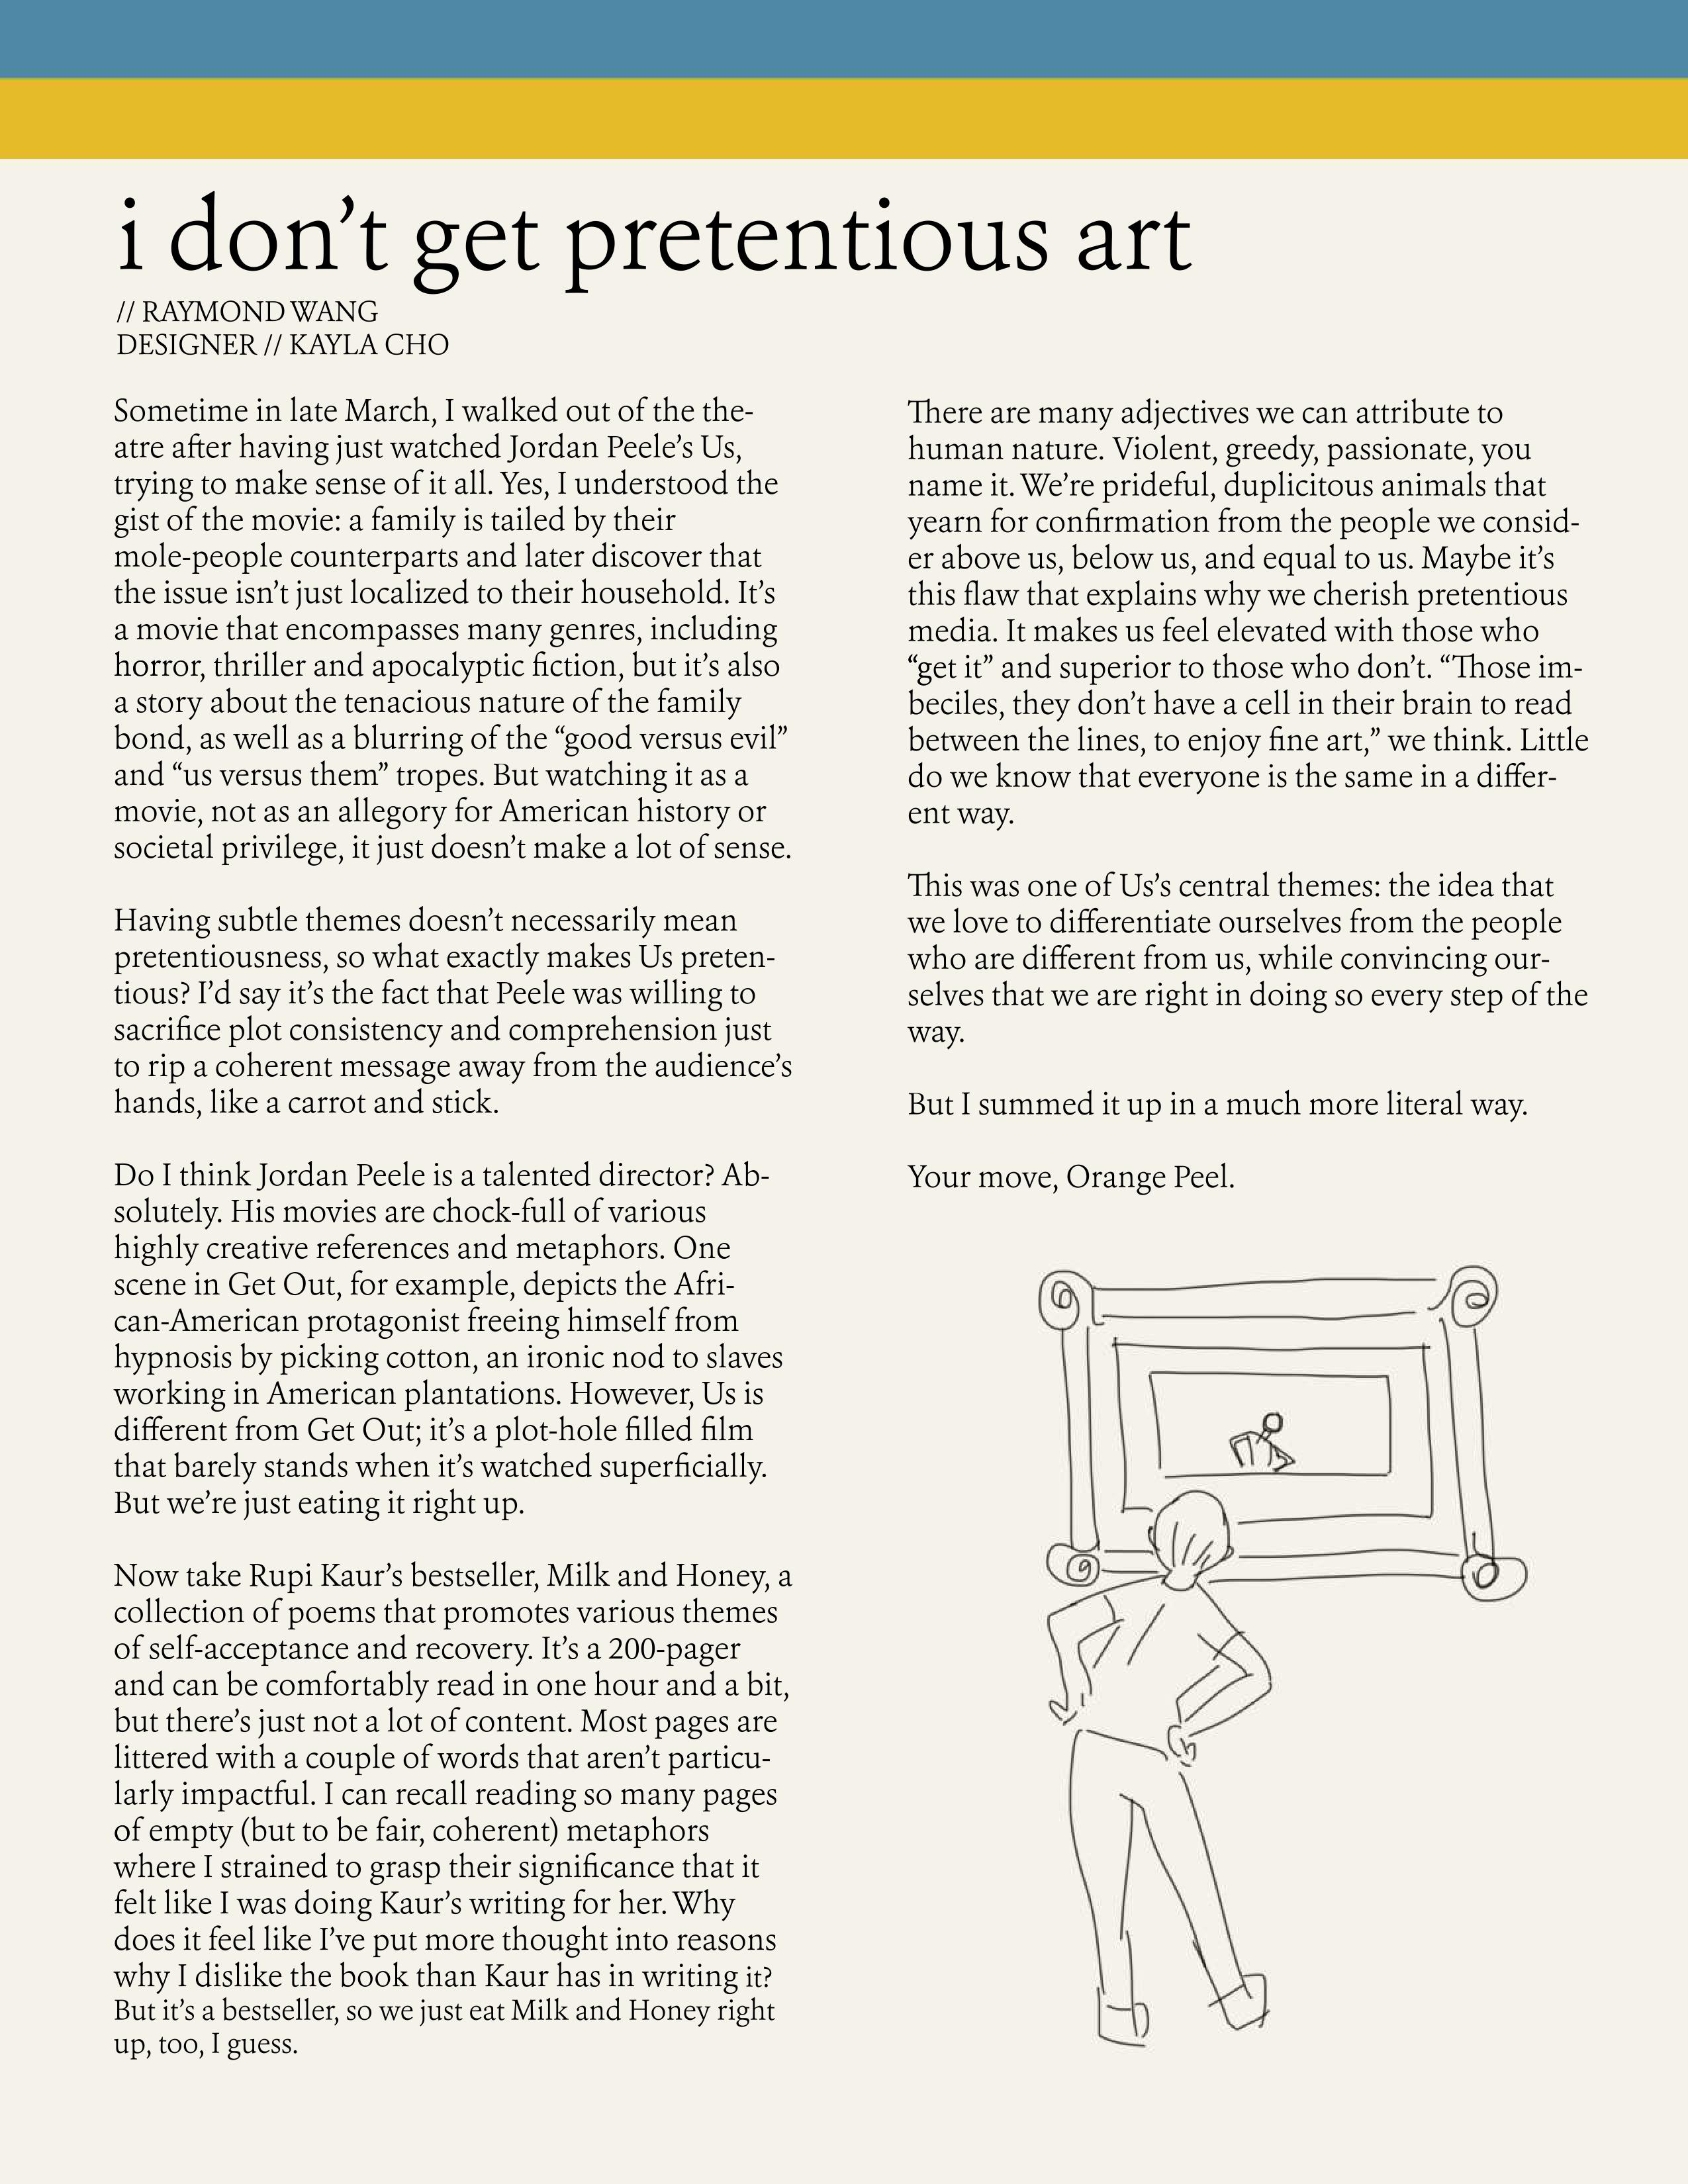 i don’t get pretentious art
// RAYMOND WANG
DESIGNER // KAYLA CHO
Sometime in late March, I walked out of the the-
atre after having just watched Jordan Peele’s Us,
trying to make sense of it all. Yes, I understood the
gist of the movie: a family is tailed by their
mole-people counterparts and later discover that
the issue isn’t just localized to their household. It’s
a movie that encompasses many genres, including
horror, thriller and apocalyptic fiction, but it’s also
a story about the tenacious nature of the family
bond, as well as a blurring of the “good versus evil”
and “us versus them” tropes. But watching it as a
movie, not as an allegory for American history or
societal privilege, it just doesn’t make a lot of sense.
Having subtle themes doesn’t necessarily mean
pretentiousness, so what exactly makes Us preten-
tious? I’d say it’s the fact that Peele was willing to
sacrifice plot consistency and comprehension just
to rip a coherent message away from the audience’s
hands, like a carrot and stick.
Do I think Jordan Peele is a talented director? Ab-
solutely. His movies are chock-full of various
highly creative references and metaphors. One
scene in Get Out, for example, depicts the Afri-
can-American protagonist freeing himself from
hypnosis by picking cotton, an ironic nod to slaves
working in American plantations. However, Us is
different from Get Out; it’s a plot-hole filled film
that barely stands when it’s watched superficially.
But we’re just eating it right up.
Now take Rupi Kaur’s bestseller, Milk and Honey, a
collection of poems that promotes various themes
of self-acceptance and recovery. It’s a 200-pager
and can be comfortably read in one hour and a bit,
but there’s just not a lot of content. Most pages are
littered with a couple of words that aren’t particu-
larly impactful. I can recall reading so many pages
of empty (but to be fair, coherent) metaphors
where I strained to grasp their significance that it
felt like I was doing Kaur’s writing for her. Why
does it feel like I’ve put more thought into reasons
why I dislike the book than Kaur has in writing it?
But it’s a bestseller, so we just eat Milk and Honey right
up, too, I guess.
There are many adjectives we can attribute to
human nature. Violent, greedy, passionate, you
name it. We’re prideful, duplicitous animals that
yearn for confirmation from the people we consid-
er above us, below us, and equal to us. Maybe it’s
this flaw that explains why we cherish pretentious
media. It makes us feel elevated with those who
“get it” and superior to those who don’t. “Those im-
beciles, they don’t have a cell in their brain to read
between the lines, to enjoy fine art,” we think. Little
do we know that everyone is the same in a differ-
ent way.
This was one of Us’s central themes: the idea that
we love to differentiate ourselves from the people
who are different from us, while convincing our-
selves that we are right in doing so every step of the
way.
But I summed it up in a much more literal way.
Your move, Orange Peel.